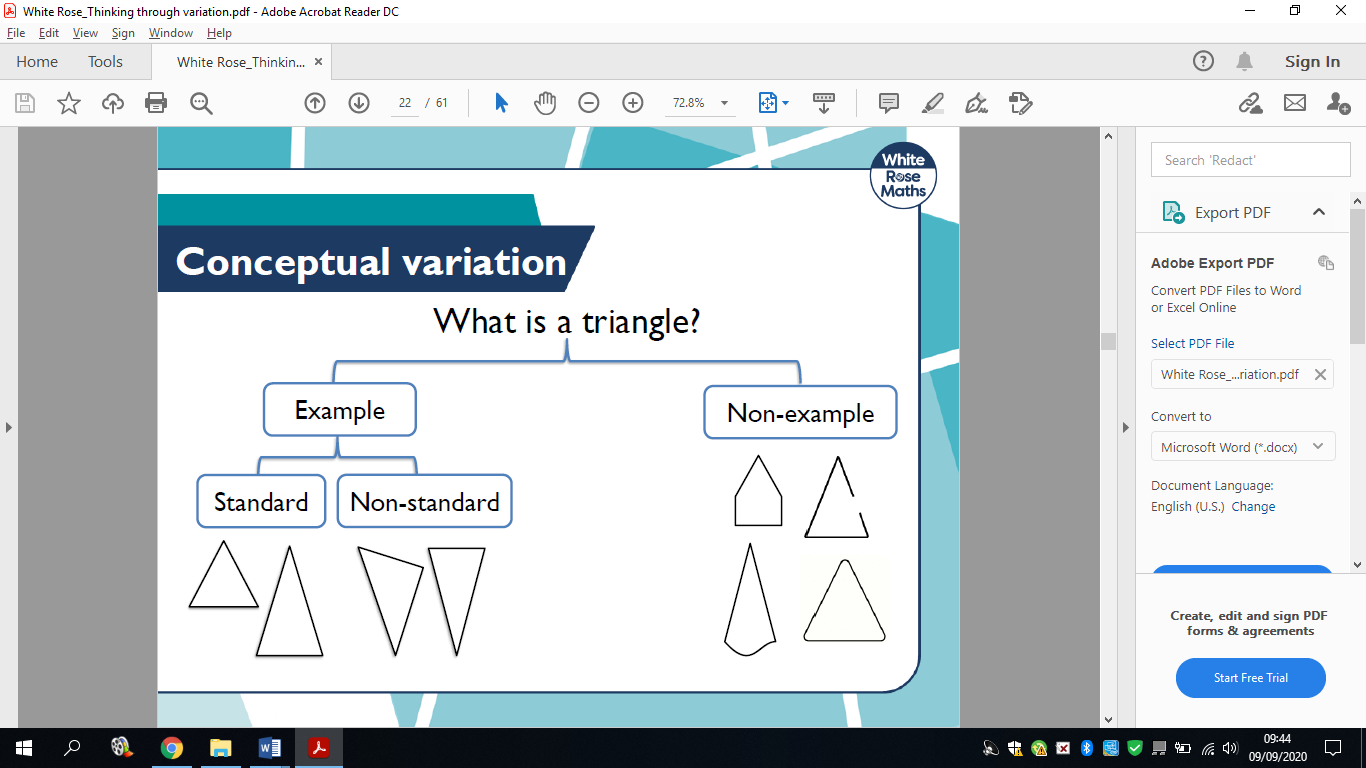 White Rose_Thinking through variation.pdf - Adobe Acrobat Reader DC
File Edit View Sign Window Help
Home Tools White Rose_Thinkin... ×
Sign In
22 / 61 72.8%
White
Rose
Maths
Conceptual variation
What is a triangle?
Example
Non-example
Standard
Non-standard
Search 'Redact'
Export PDF
Adobe Export PDF
Convert PDF Files to Word
or Excel Online
Select PDF File
White Rose_...riation.pdf
Convert to
Microsoft Word (*.docx)
Document Language:
English (U.S.) Change
Create, edit and sign PDF
forms & agreements
Start Free Trial
09:44
09/09/2020